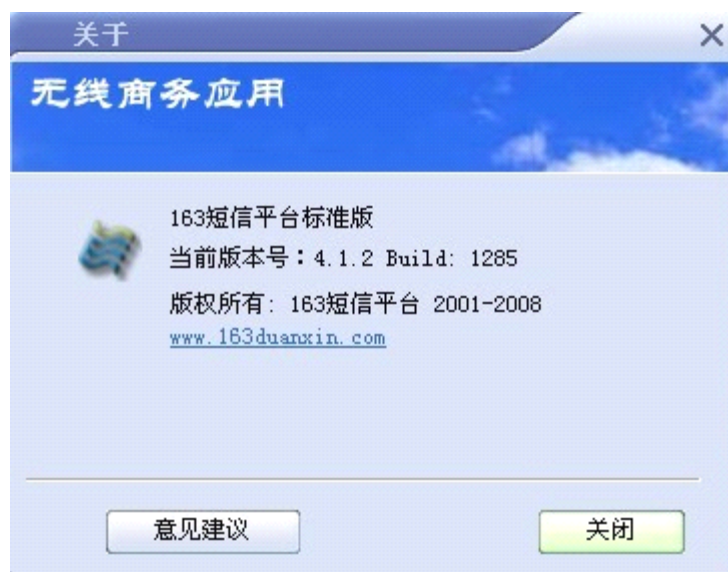 关于
无线商务应用
163短信平台标准版
当前版本号：4.1.2 Build: 1285
版权所有: 163短信平台 2001-2008
www.163duanxin.com
意见建议
关闭